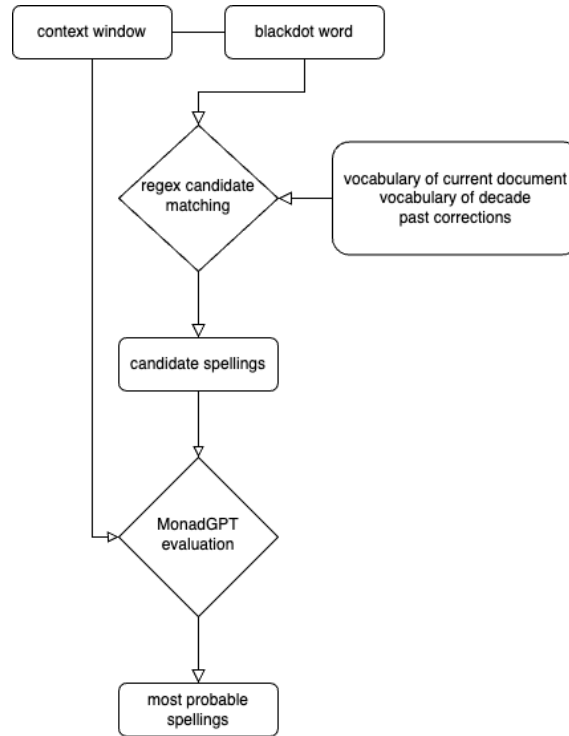 context window
blackdot word
regex candidate
matching
vocabulary of current document
vocabulary of decade
past corrections
candidate spellings
MonadGPT
evaluation
most probable
spellings